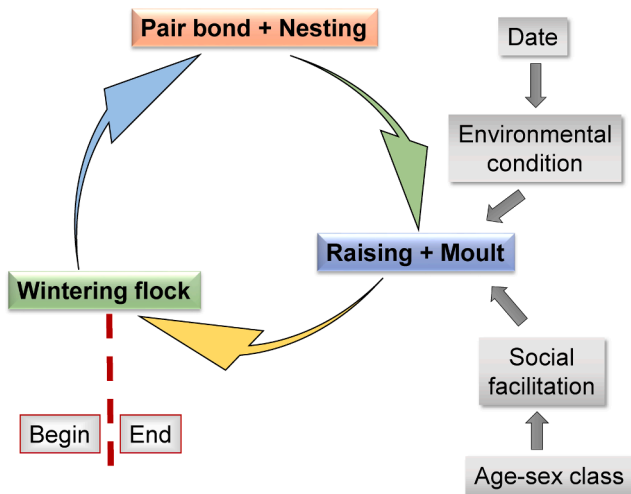 Pair bond + Nesting
Date
Environmental
condition
Raising + Moult
Wintering flock
Social
facilitation
Begin
End
Age-sex class